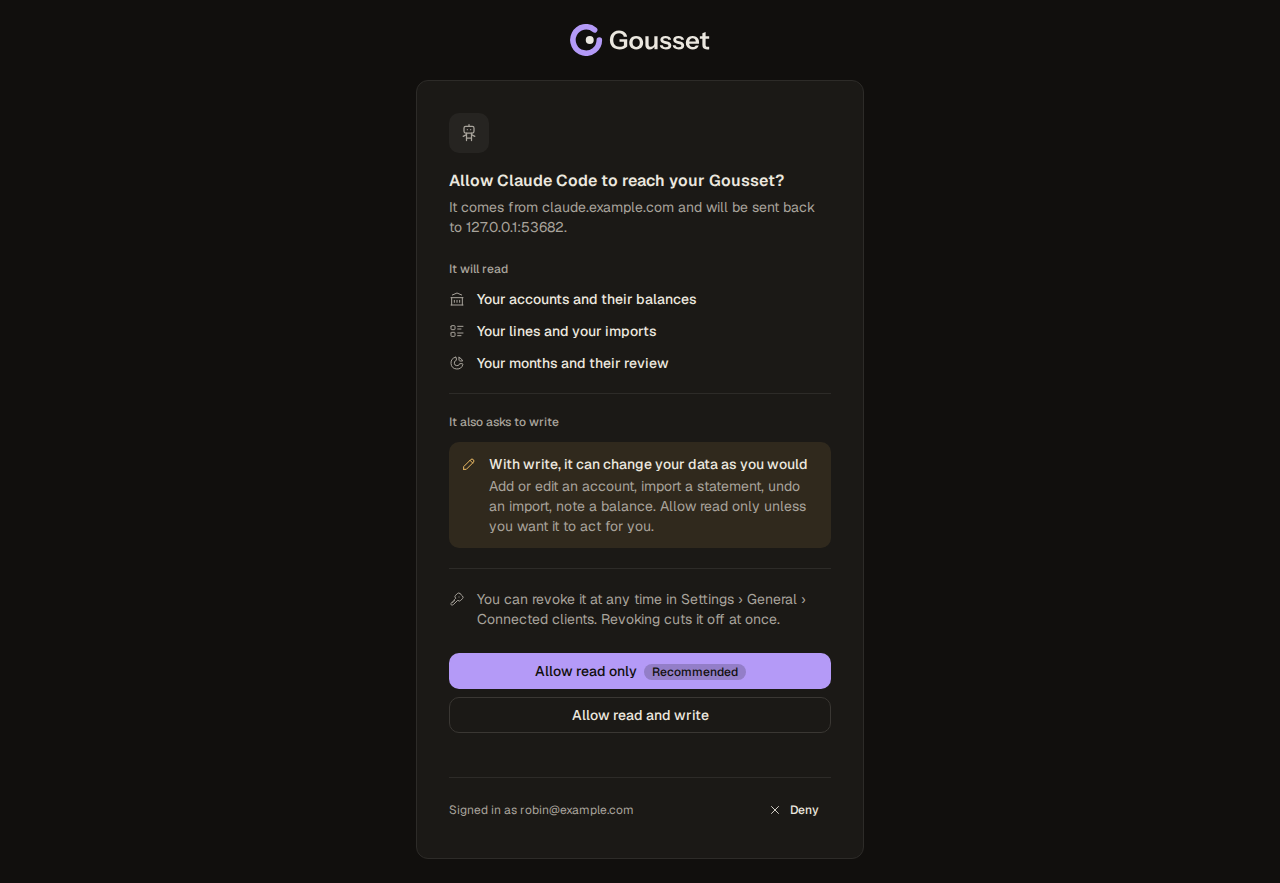 Gousset
Allow Claude Code to reach your Gousset?
It comes from claude.example.com and will be sent back
to 127.0.0.1:53682.
It will read
Your accounts and their balances
Your lines and your imports
Your months and their review
It also asks to write
With write, it can change your data as you would
Add or edit an account, import a statement, undo
an import, note a balance. Allow read only unless
you want it to act for you.
You can revoke it at any time in Settings › General ›
Connected clients. Revoking cuts it off at once.
Allow read only Recommended
Allow read and write
Signed in as robin@example.com Deny